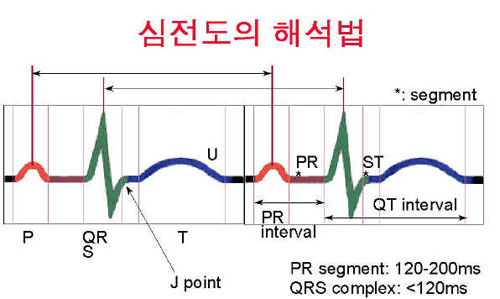 심전도의 해석법
*: segment
U
PR
ST
*
*
PR
interval
QT interval
P
QR
S
T
J point
PR segment: 120-200ms
QRS complex: <120ms